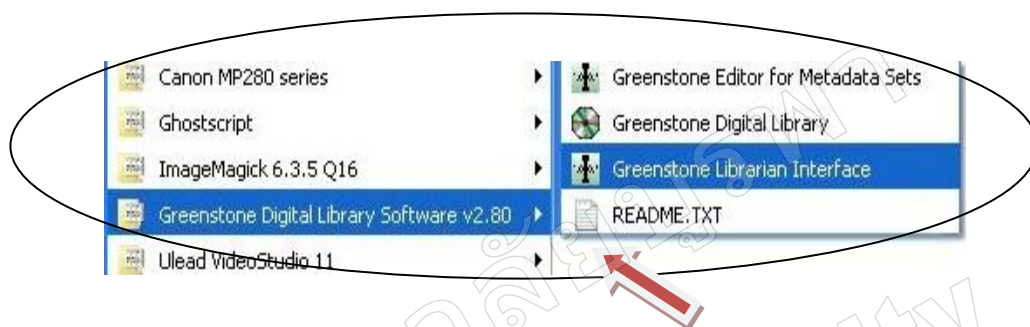 Canon MP280 series
Ghostscript
ImageMagick 6.3.5 Q16
Greenstone Digital Library Software v2.80
Ulead VideoStudio 11
Greenstone Editor for Metadata Sets
Greenstone Digital Library
Greenstone Librarian Interface
README.TXT